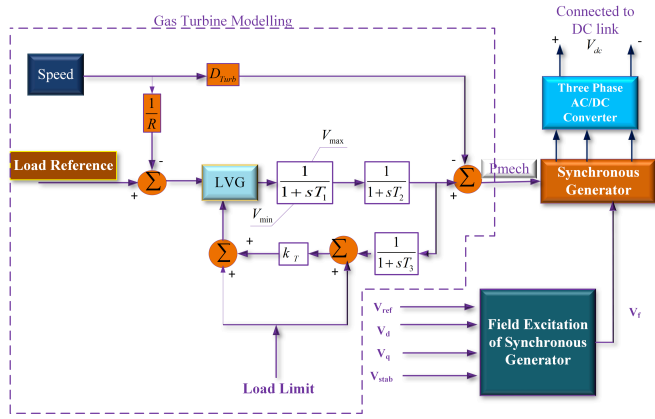 Gas Turbine Modelling
Connected to
DC link
+ V_dc -
Speed
D_Turb
1/R
Three Phase
AC/DC
Converter
Load Reference
-
+
Σ
LVG
V_max
1/(1+sT_1)
V_min
1/(1+sT_2)
-
+
Σ
Pmech
Synchronous
Generator
Σ
+
+
k_T
Σ
+
+
1/(1+sT_3)
Load Limit
V_ref
V_d
V_q
V_stab
Field Excitation
of Synchronous
Generator
V_f